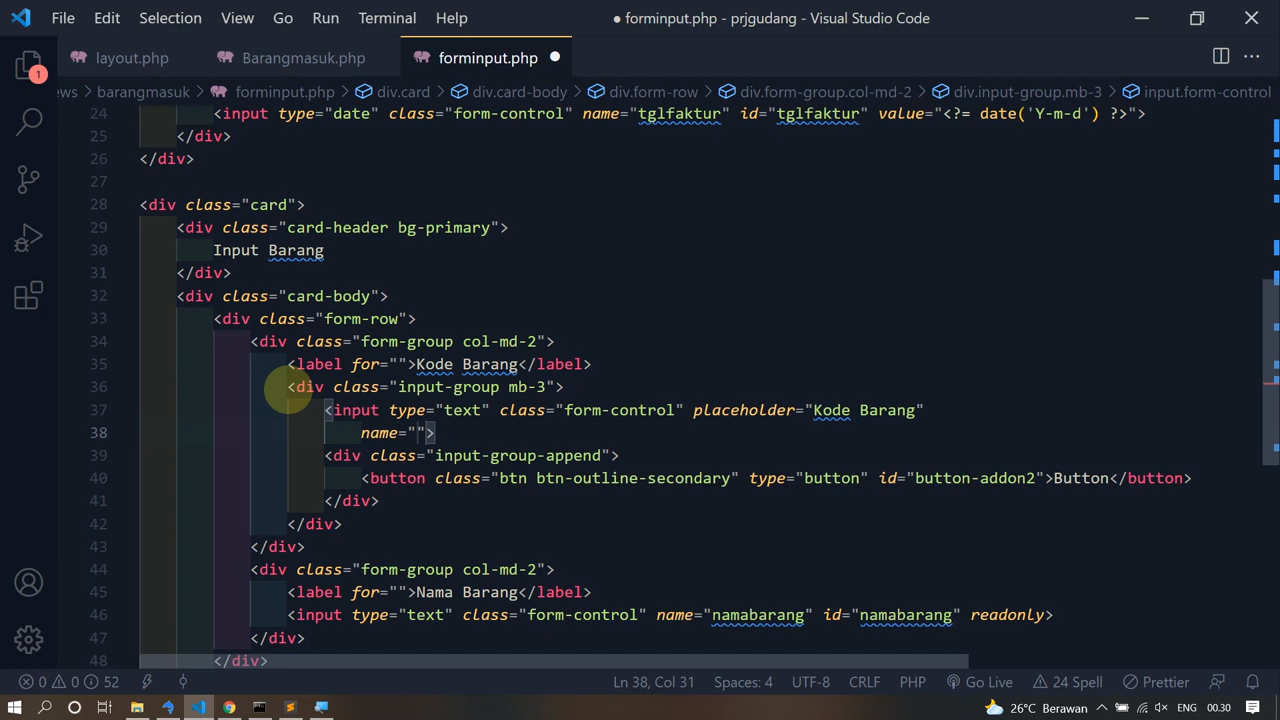 File Edit Selection View Go Run Terminal Help ● forminput.php - prjgudang - Visual Studio Code
layout.php Barangmasuk.php forminput.php
1
ews > barangmasuk > forminput.php > div.card > div.card-body > div.form-row > div.form-group.col-md-2 > div.input-group.mb-3 > input.form-control
24 <input type="date" class="form-control" name="tglfaktur" id="tglfaktur" value="<?= date('Y-m-d') ?>">
25 </div>
26 </div>
27
28 <div class="card">
29 <div class="card-header bg-primary">
30 Input Barang
31 </div>
32 <div class="card-body">
33 <div class="form-row">
34 <div class="form-group col-md-2">
35 <label for="">Kode Barang</label>
36 <div class="input-group mb-3">
37 <input type="text" class="form-control" placeholder="Kode Barang"
38 name="">
39 <div class="input-group-append">
40 <button class="btn btn-outline-secondary" type="button" id="button-addon2">Button</button>
41 </div>
42 </div>
43 </div>
44 <div class="form-group col-md-2">
45 <label for="">Nama Barang</label>
46 <input type="text" class="form-control" name="namabarang" id="namabarang" readonly>
47 </div>
48 </div>
0 0 52 Ln 38, Col 31 Spaces: 4 UTF-8 CRLF PHP Go Live 24 Spell Prettier
26°C Berawan ENG 00.30